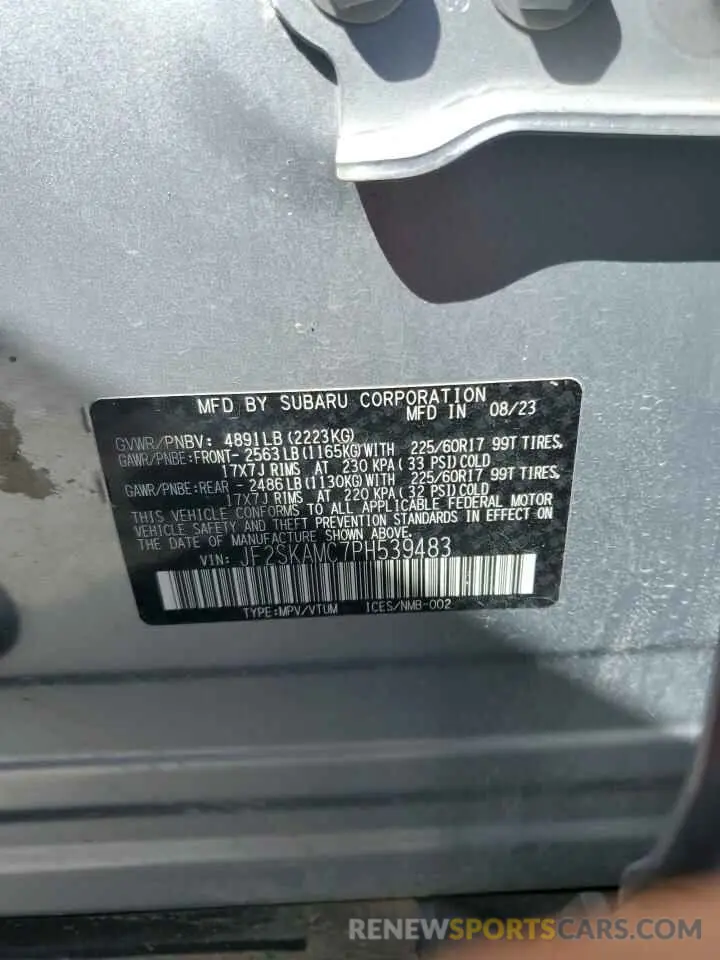 MFD BY SUBARU CORPORATION
MFD IN 08/23
GVWR/PNBV: 4891LB(2223KG)
GAWR/PNBE:FRONT- 2563LB(1165KG)WITH 225/60R17 99T TIRES,
17X7J RIMS AT 230 KPA(33 PSI)COLD
GAWR/PNBE:REAR - 2486LB(1130KG)WITH 225/60R17 99T TIRES,
17X7J RIMS AT 220 KPA(32 PSI)COLD
THIS VEHICLE CONFORMS TO ALL APPLICABLE FEDERAL MOTOR
VEHICLE SAFETY AND THEFT PREVENTION STANDARDS IN EFFECT ON
THE DATE OF MANUFACTURE SHOWN ABOVE.
VIN: JF2SKAMC7PH539483
TYPE:MPV/VTUM ICES/NMB-002
RENEWSPORTSCARS.COM